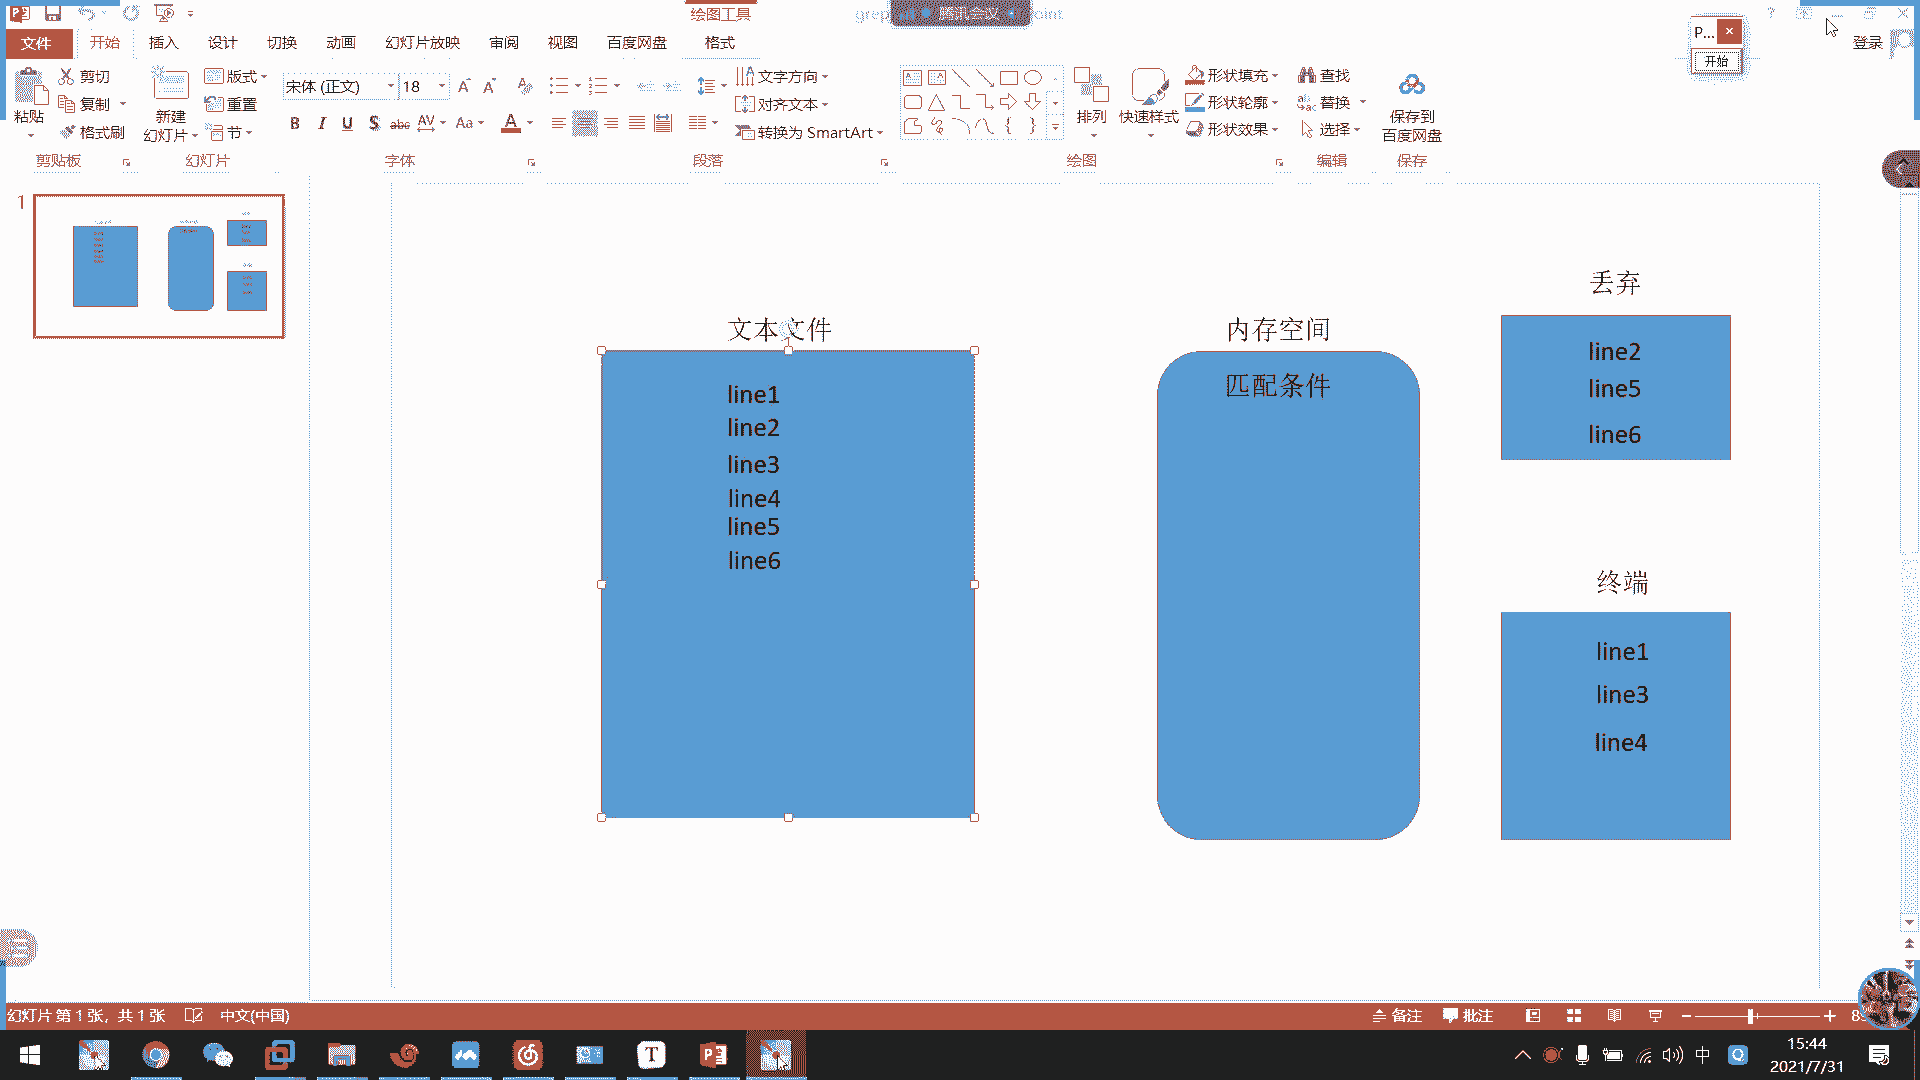 绘图工具
腾讯会议
文件 开始 插入 设计 切换 动画 幻灯片放映 审阅 视图 百度网盘 格式
登录
P...
开始
粘贴
剪切
复制
格式刷
新建
幻灯片
版式
重置
节
宋体 (正文) 18
B I U S abc AV Aa A
文字方向
对齐文本
转换为 SmartArt
排列
快速样式
形状填充
形状轮廓
形状效果
查找
替换
选择
保存到
百度网盘
剪贴板 幻灯片 字体 段落 绘图 编辑 保存
1
文本文件
line1
line2
line3
line4
line5
line6
内存空间
匹配条件
丢弃
line2
line5
line6
终端
line1
line3
line4
幻灯片 第 1 张，共 1 张 中文(中国) 备注 批注
中
15:44
2021/7/31